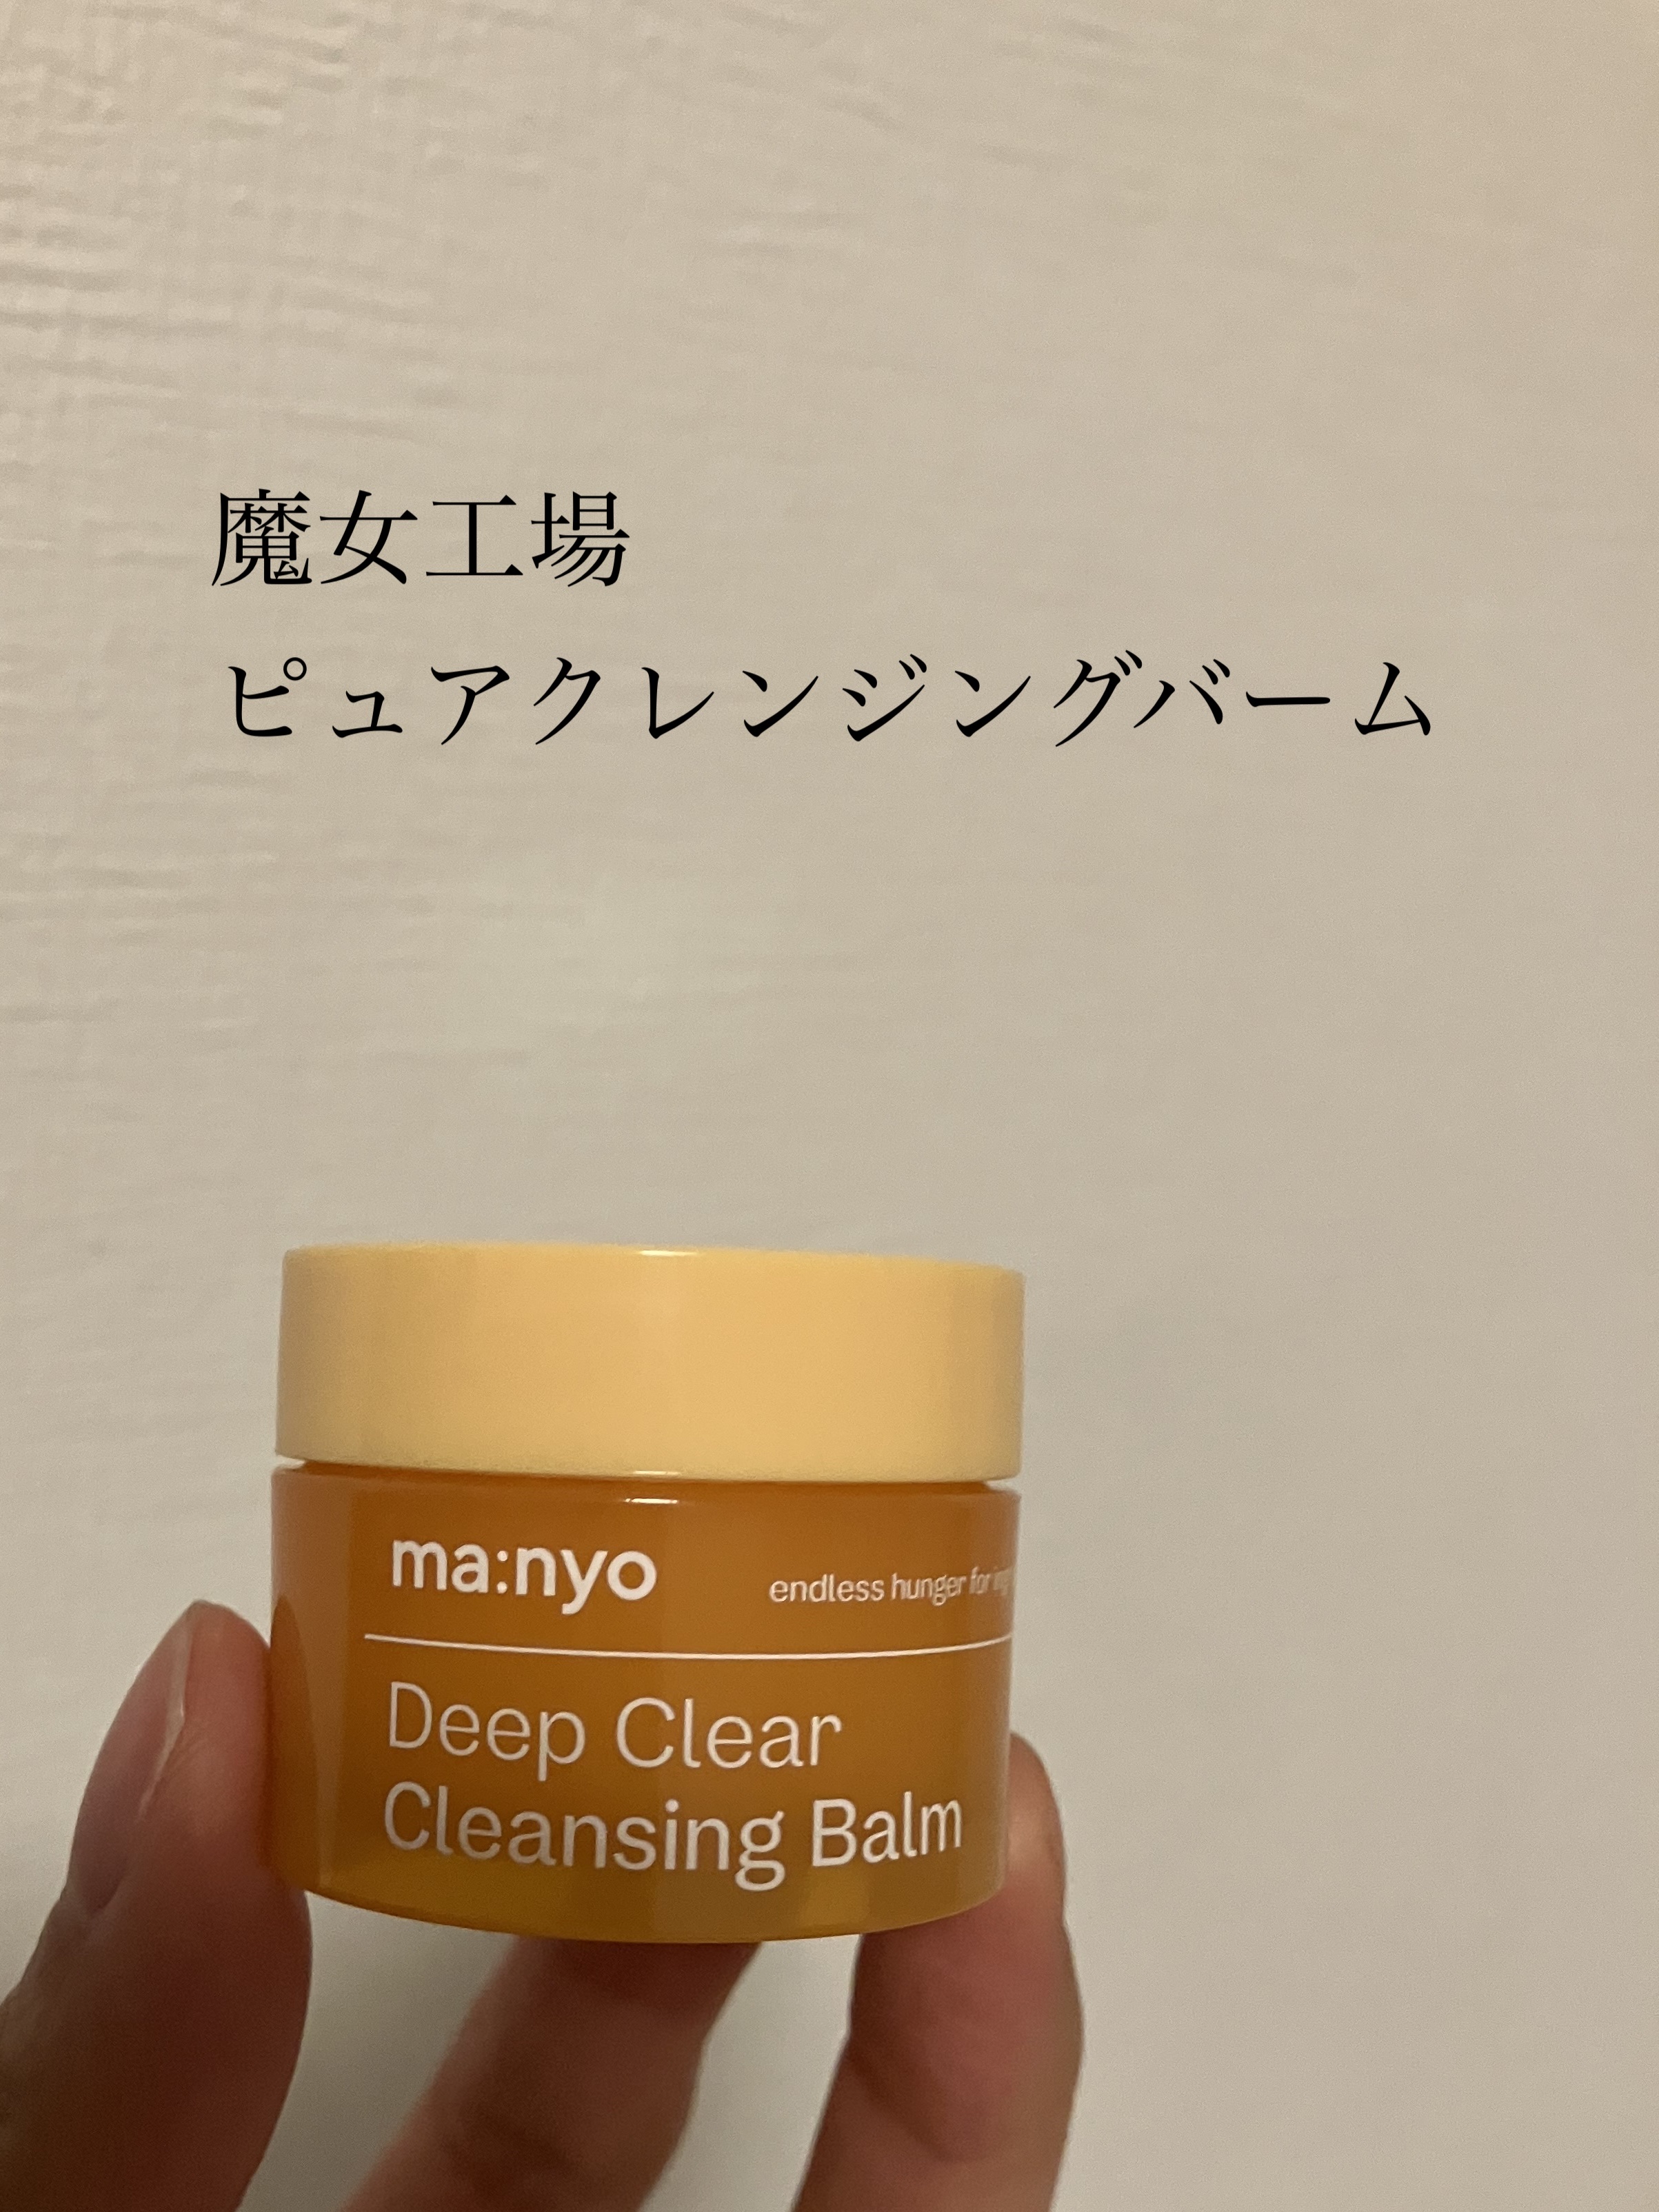 魔女工場
ピュアクレンジングバーム
ma:nyo
endless hunger for
Deep Clear
Cleansing Balm